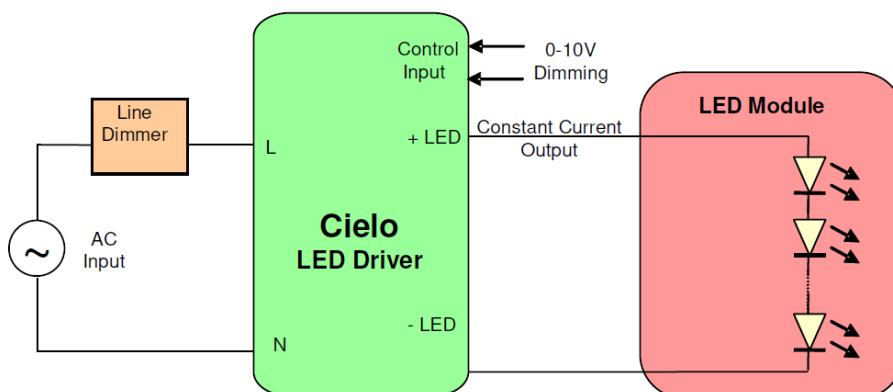 Line
Dimmer
~
AC
Input
L
N
Control
Input
+ LED
Cielo
LED Driver
- LED
0-10V
Dimming
Constant Current
Output
LED Module